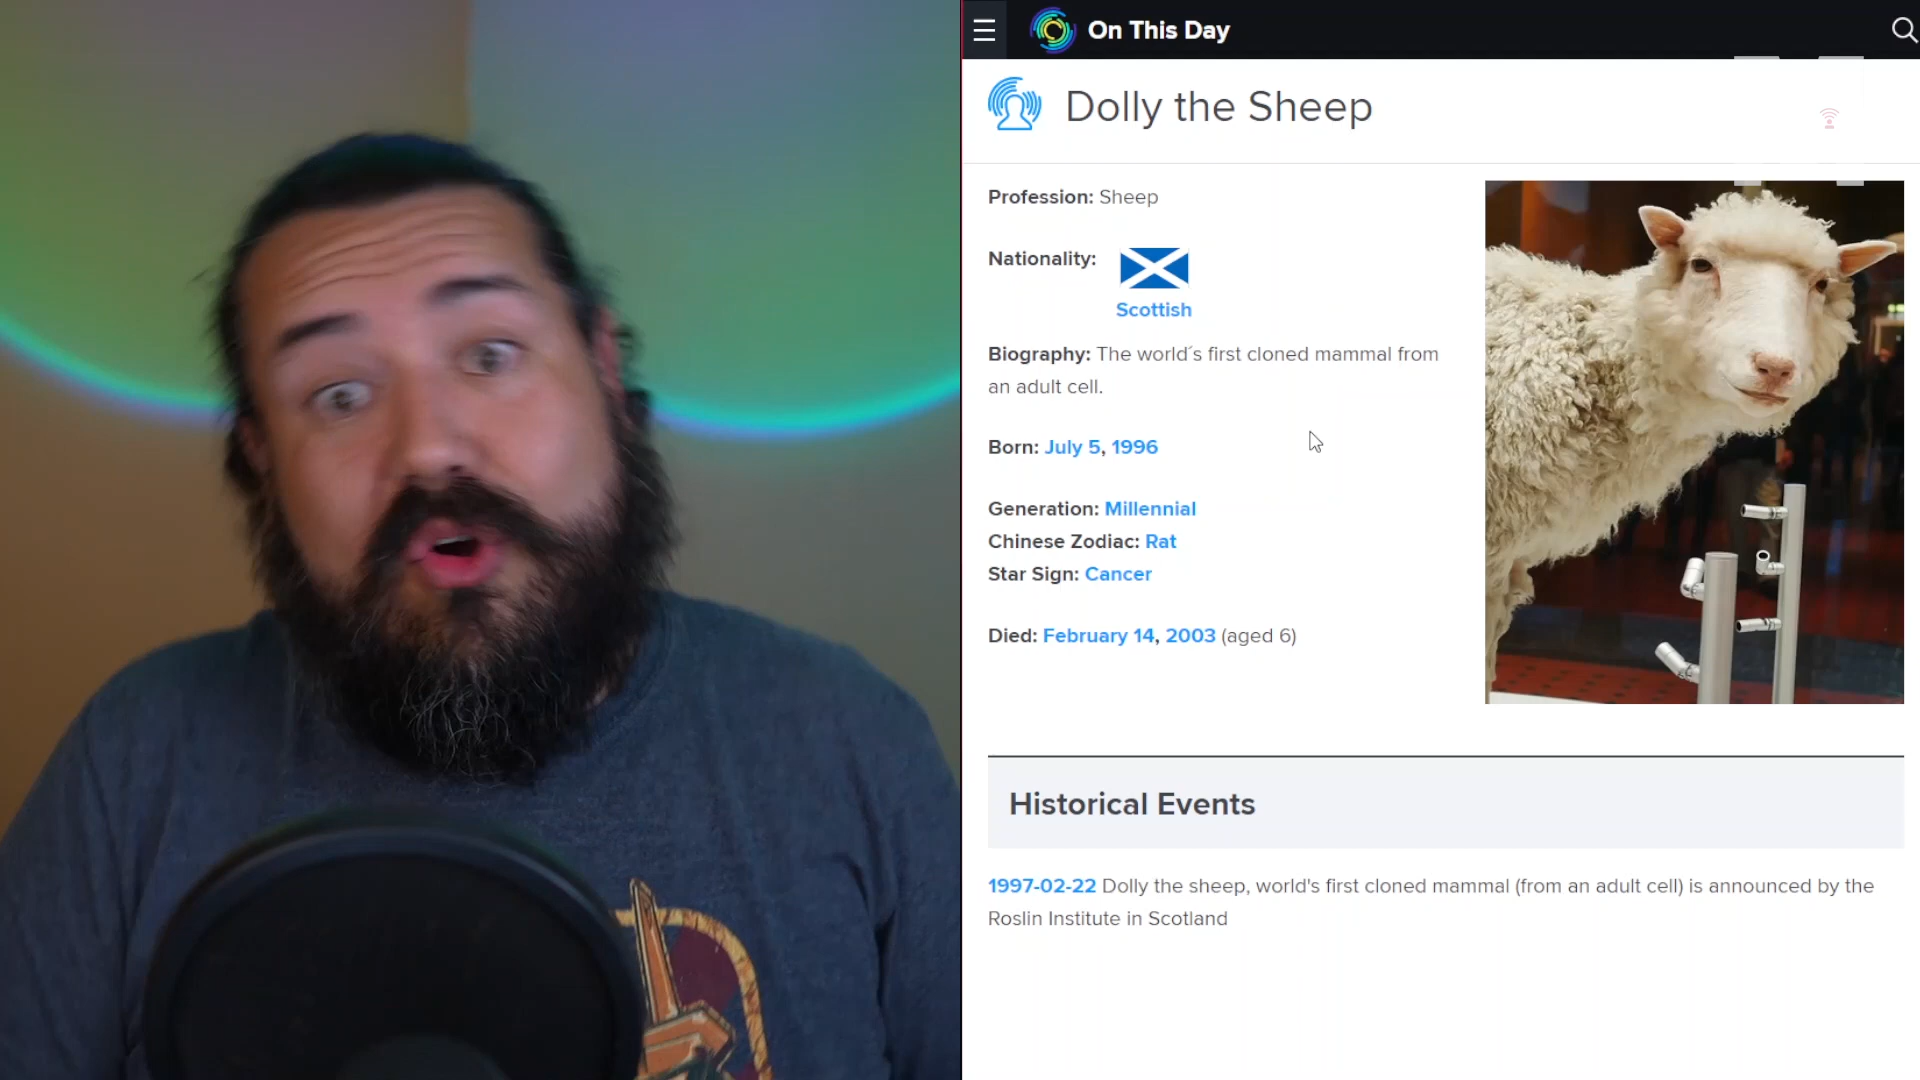 On This Day
Dolly the Sheep
Profession: Sheep
Nationality:
Scottish
Biography: The world´s first cloned mammal from
an adult cell.
Born: July 5, 1996
Generation: Millennial
Chinese Zodiac: Rat
Star Sign: Cancer
Died: February 14, 2003 (aged 6)
Historical Events
1997-02-22 Dolly the sheep, world's first cloned mammal (from an adult cell) is announced by the
Roslin Institute in Scotland